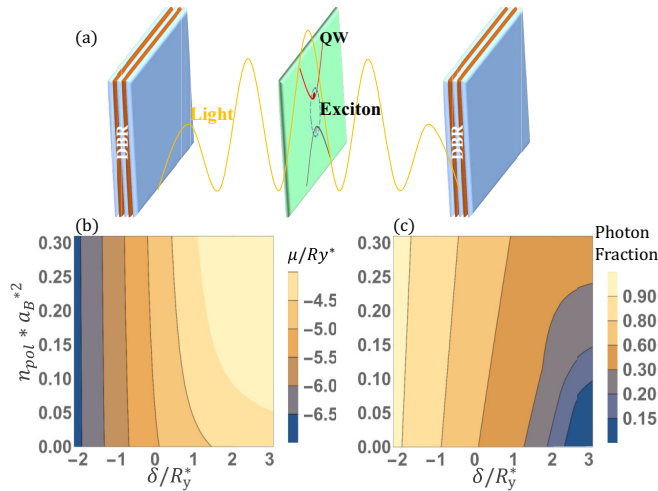 (a)
QW
Exciton
Light
DBR
DBR
(b)
(c)
Photon
Fraction
μ/Ry*
0.30
0.25
0.20
0.15
0.10
0.05
0.00
n_pol * a_B*²
−2 −1 0 1 2 3
δ/R*_y
−4.5
−5.0
−5.5
−6.0
−6.5
0.30
0.25
0.20
0.15
0.10
0.05
0.00
−2 −1 0 1 2 3
δ/R*_y
0.90
0.80
0.60
0.30
0.20
0.15